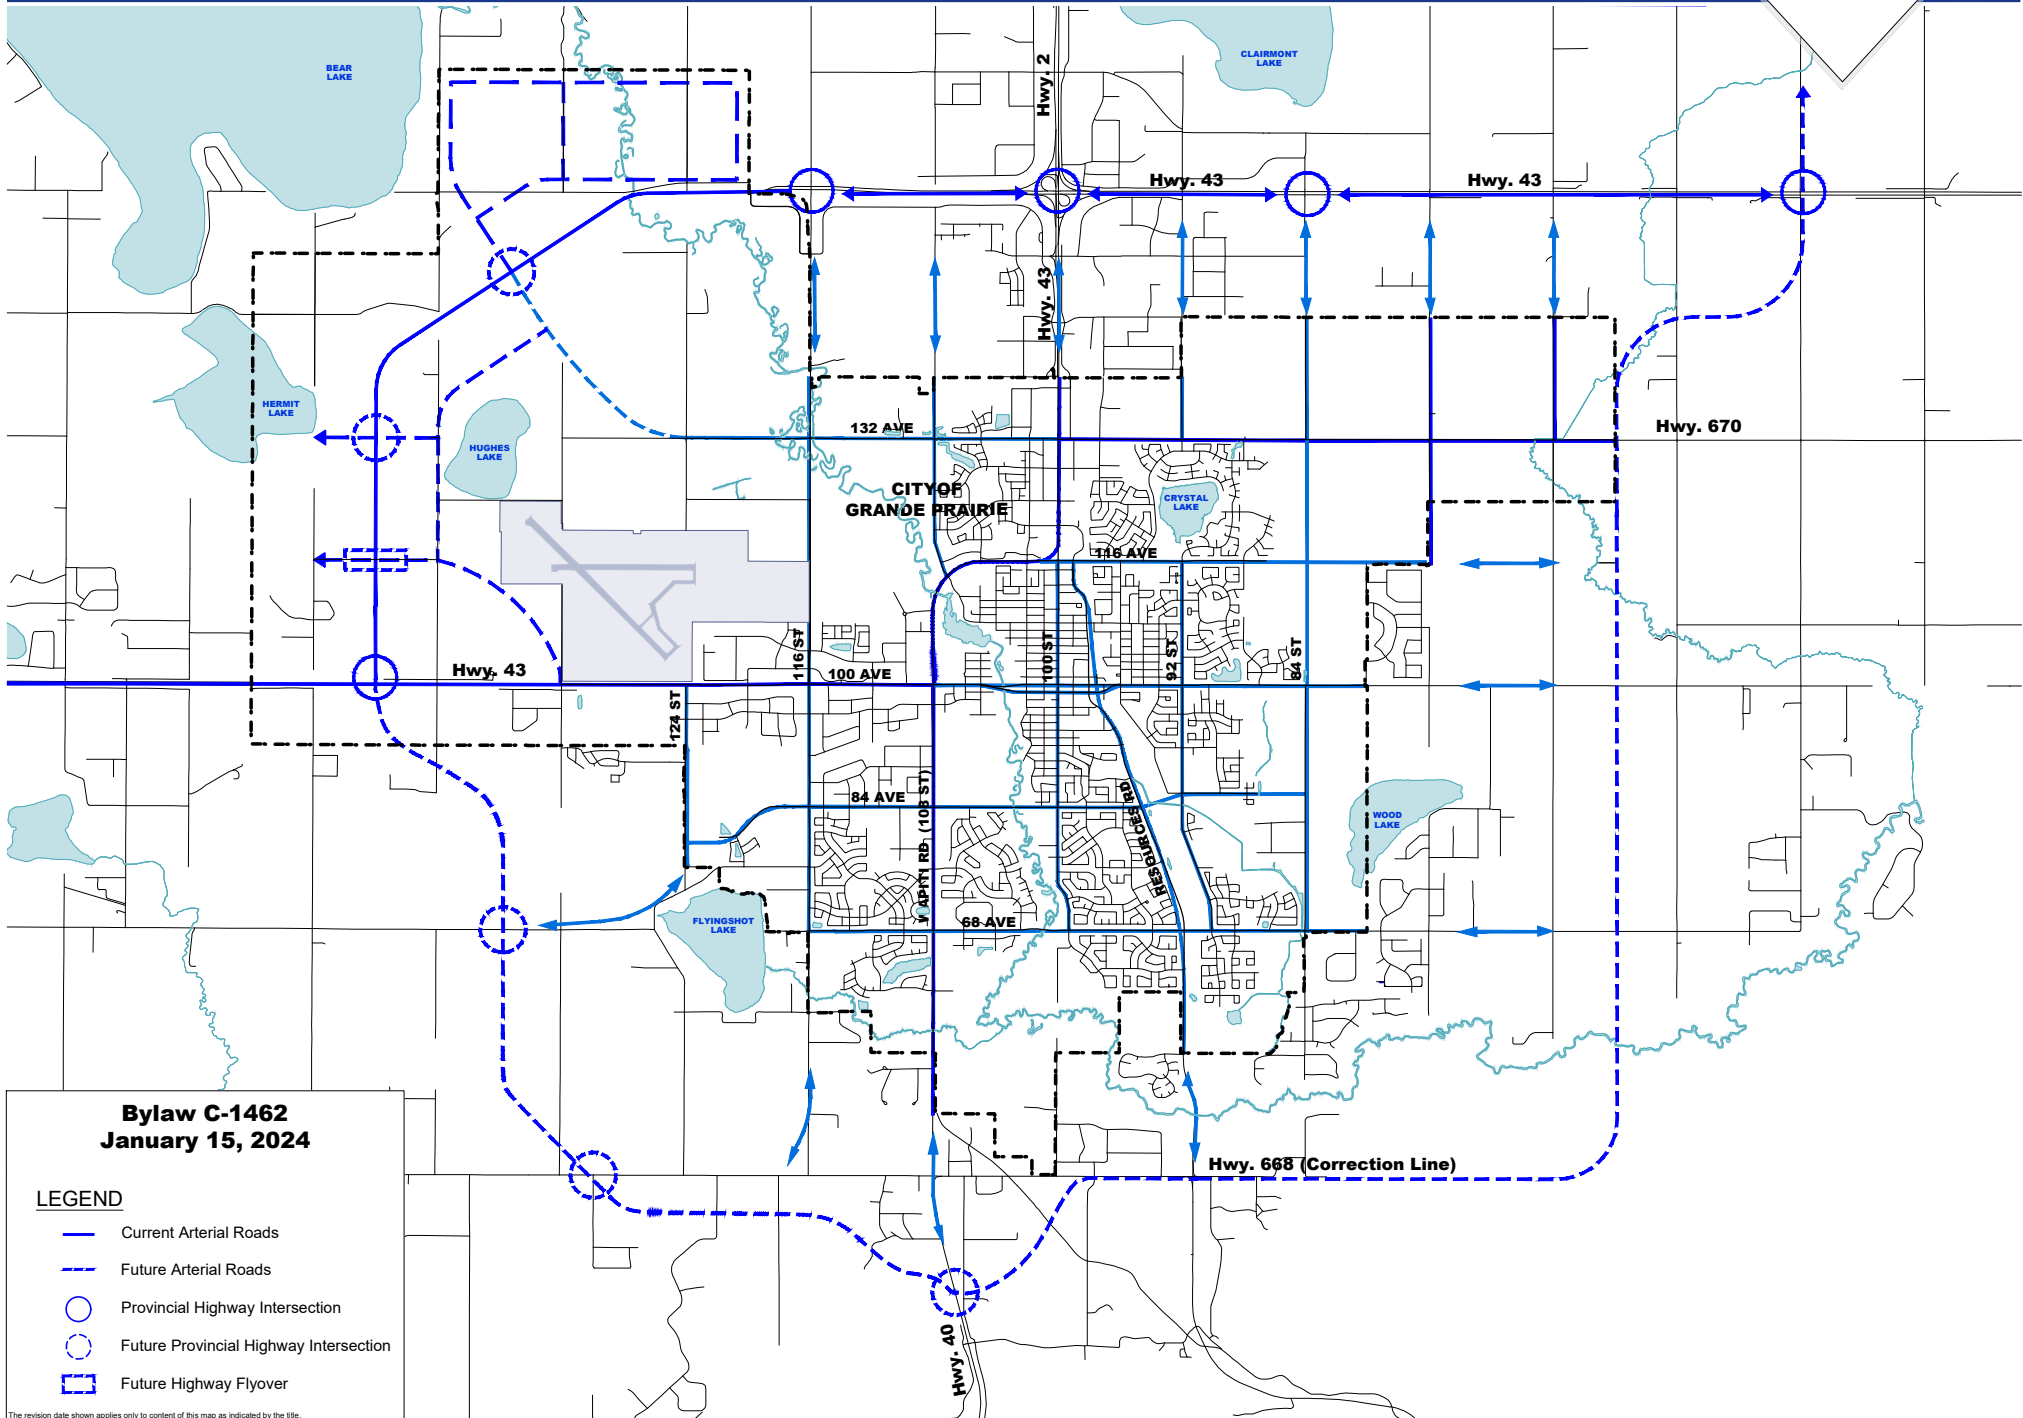 BEAR
LAKE
Hwy. 2
CLAIRMONT
LAKE
Hwy. 43
Hwy. 43
Hwy. 43
HERMIT
LAKE
HUGHES
LAKE
132 AVE
Hwy. 670
CITY OF
GRANDE PRAIRIE
CRYSTAL
LAKE
116 AVE
116 ST
100 ST
92 ST
84 ST
Hwy. 43
100 AVE
124 ST
84 AVE
WAPITI RD (108 ST)
RESOURCES RD
WOOD
LAKE
FLYINGSHOT
LAKE
68 AVE
Hwy. 668 (Correction Line)
Hwy. 40
Bylaw C-1462
January 15, 2024
LEGEND
Current Arterial Roads
Future Arterial Roads
Provincial Highway Intersection
Future Provincial Highway Intersection
Future Highway Flyover
The revision date shown applies only to content of this map as indicated by the title.